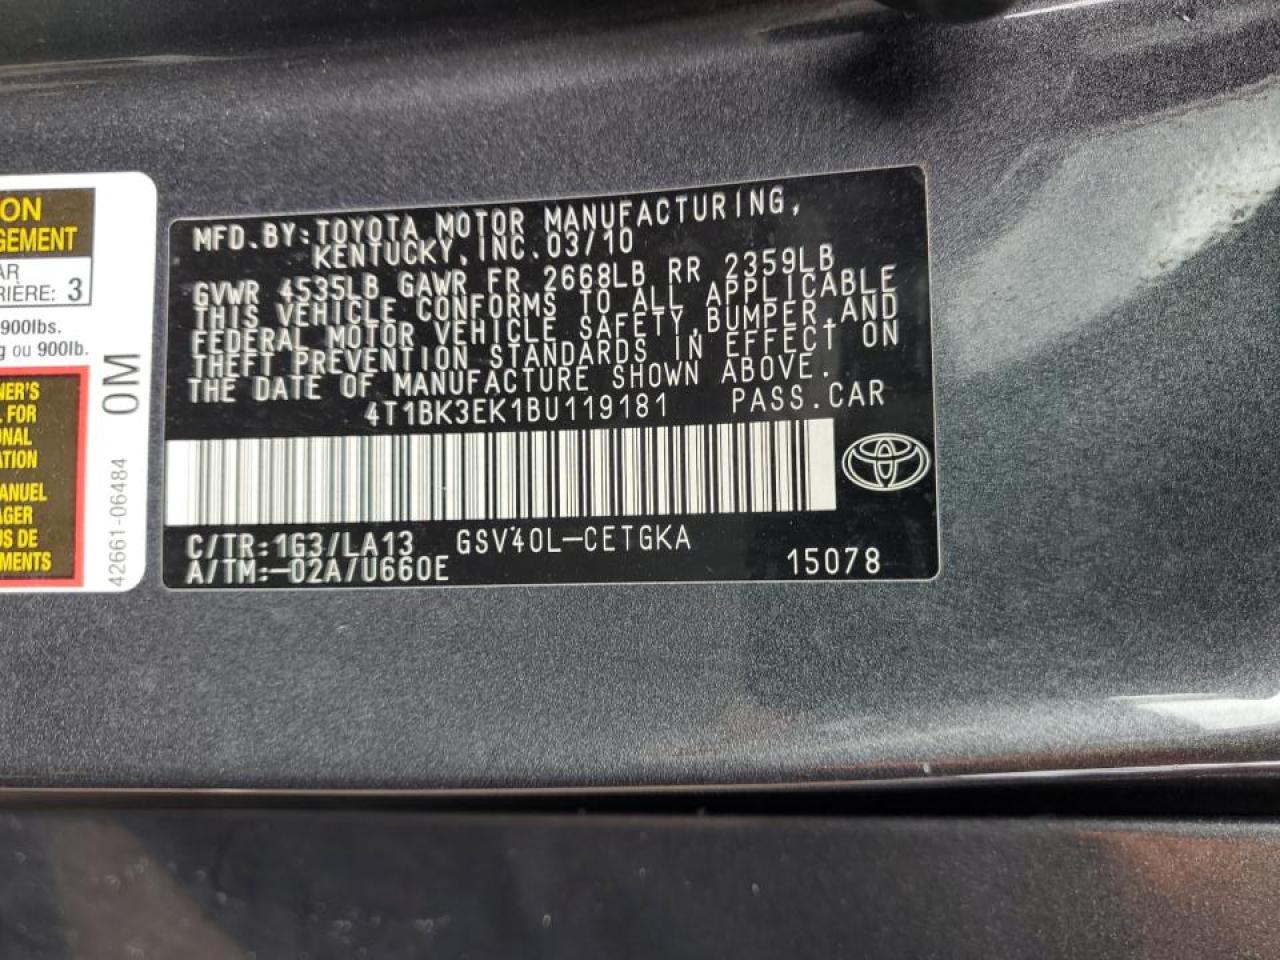 ON
GEMENT
AR
RIÈRE: 3
900lbs.
g ou 900lb.
NER'S
FOR
ONAL
ATION
ANUEL
AGER
US DE
MENTS
0M
42661-06484
MFD.BY:TOYOTA MOTOR MANUFACTURING,
KENTUCKY,INC.03/10
GVWR 4535LB GAWR FR 2668LB RR 2359LB
THIS VEHICLE CONFORMS TO ALL APPLICABLE
FEDERAL MOTOR VEHICLE SAFETY,BUMPER,AND
THEFT PREVENTION STANDARDS IN EFFECT ON
THE DATE OF MANUFACTURE SHOWN ABOVE.
4T1BK3EK1BU119181 PASS.CAR
C/TR:1G3/LA13 GSV40L-CETGKA
A/TM:-02A/U660E 15078